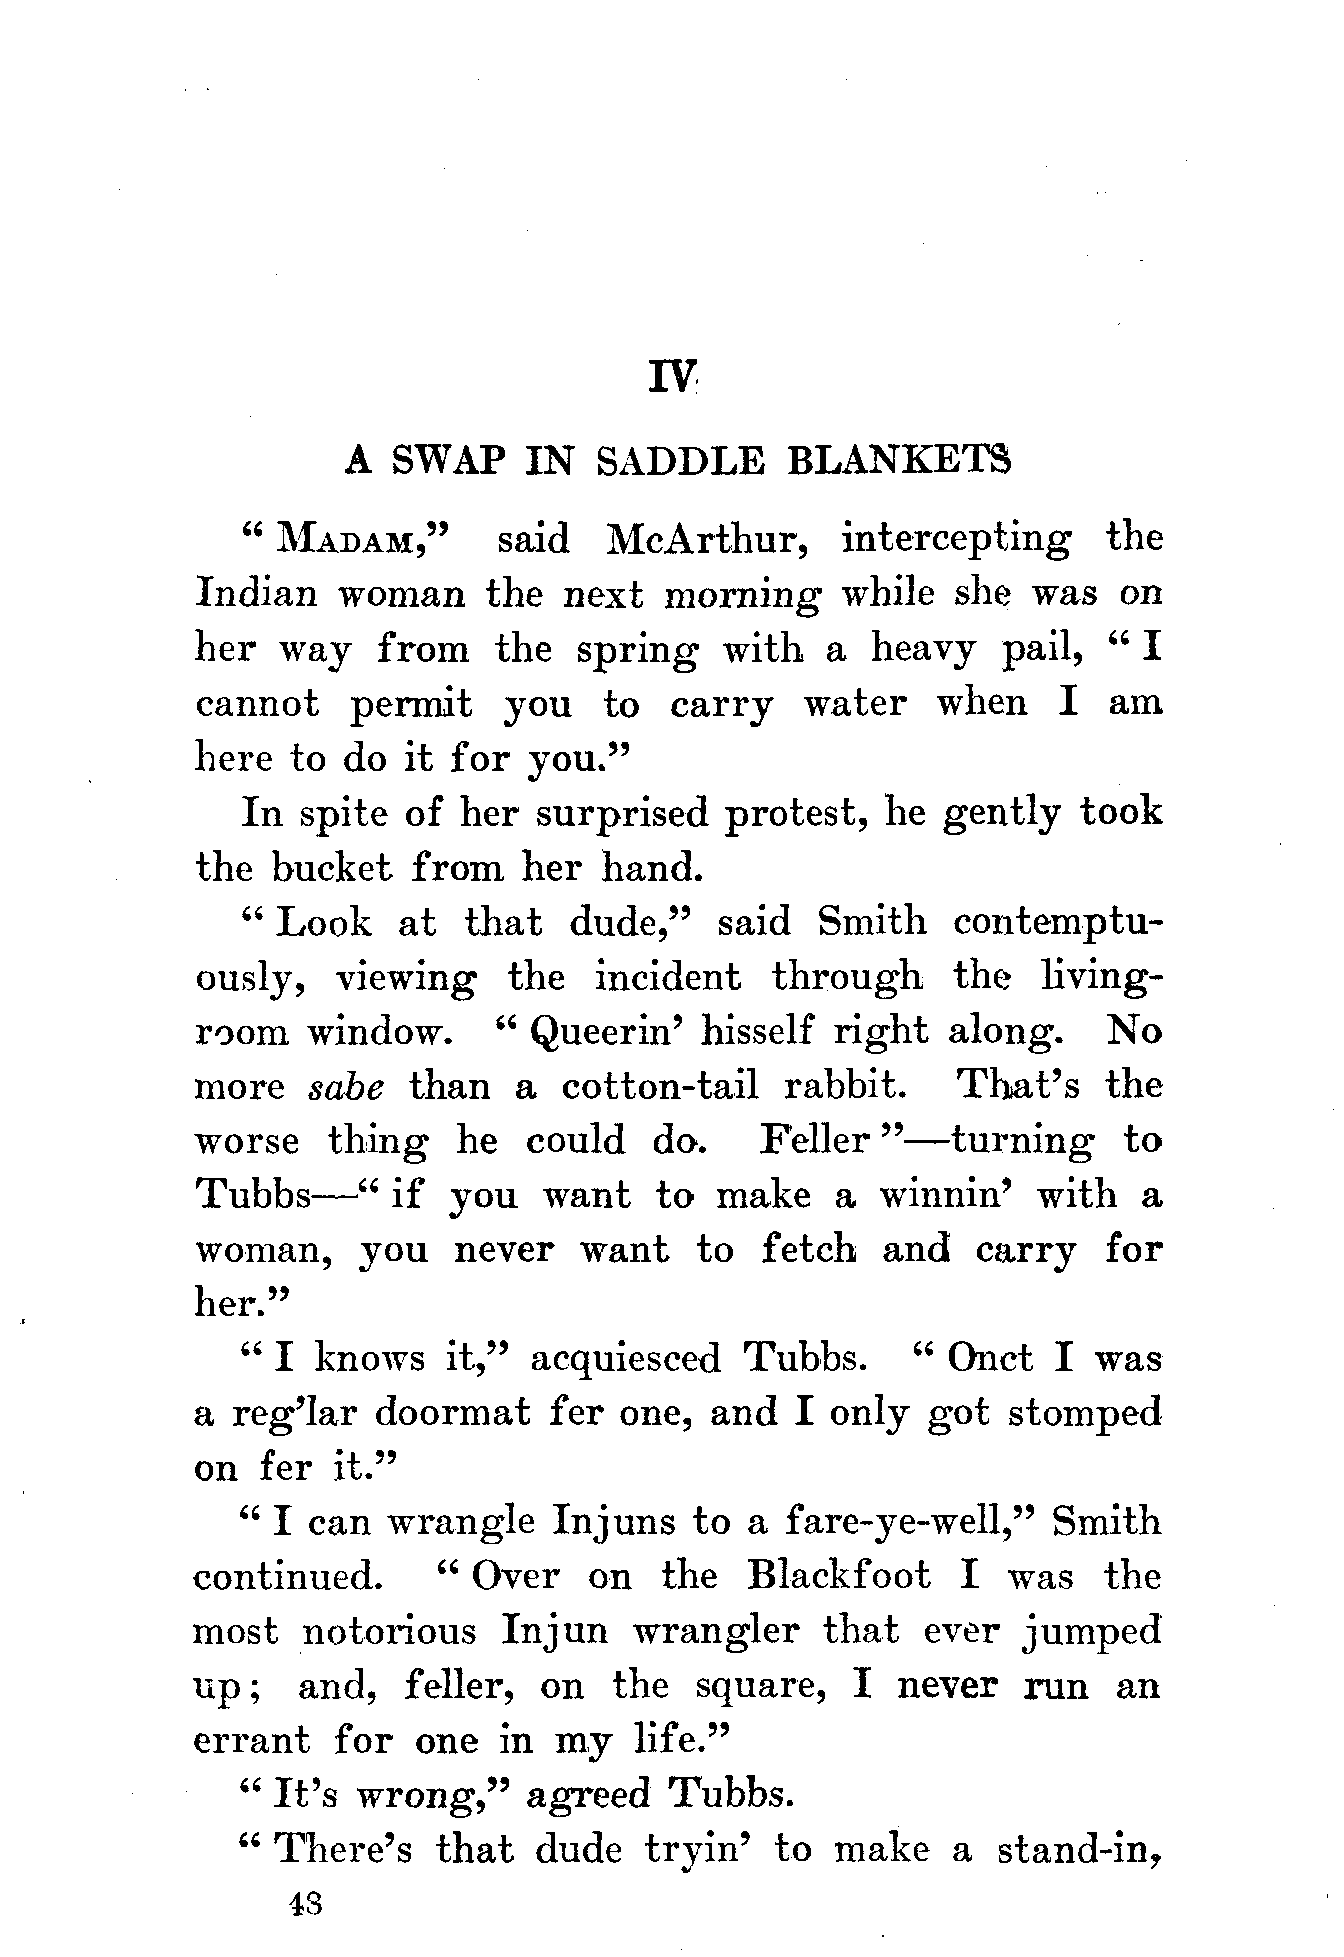 IV
A SWAP IN SADDLE BLANKETS
“ MADAM,” said McArthur, intercepting the
Indian woman the next morning while she was on
her way from the spring with a heavy pail, “ I
cannot permit you to carry water when I am
here to do it for you.”
In spite of her surprised protest, he gently took
the bucket from her hand.
“ Look at that dude,” said Smith contemptu-
ously, viewing the incident through the living-
room window. “ Queerin’ hisself right along. No
more sabe than a cotton-tail rabbit. That’s the
worse thing he could do. Feller ”—turning to
Tubbs—“ if you want to make a winnin’ with a
woman, you never want to fetch and carry for
her.”
“ I knows it,” acquiesced Tubbs. “ Onct I was
a reg’lar doormat fer one, and I only got stomped
on fer it.”
“ I can wrangle Injuns to a fare-ye-well,” Smith
continued. “ Over on the Blackfoot I was the
most notorious Injun wrangler that ever jumped
up; and, feller, on the square, I never run an
errant for one in my life.”
“ It’s wrong,” agreed Tubbs.
“ There’s that dude tryin’ to make a stand-in,
48